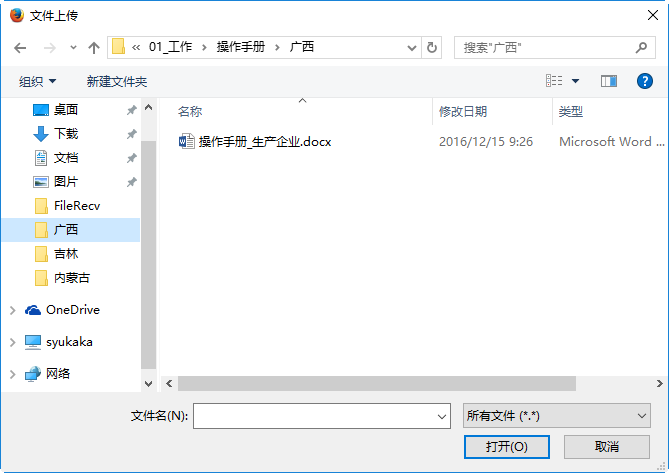 文件上传
« 01_工作 › 操作手册 › 广西
搜索"广西"
组织
新建文件夹
名称 修改日期 类型
桌面
下载
文档
图片
FileRecv
广西
吉林
内蒙古
OneDrive
syukaka
网络
操作手册_生产企业.docx 2016/12/15 9:26 Microsoft Word ...
文件名(N):
所有文件 (*.*)
打开(O)
取消